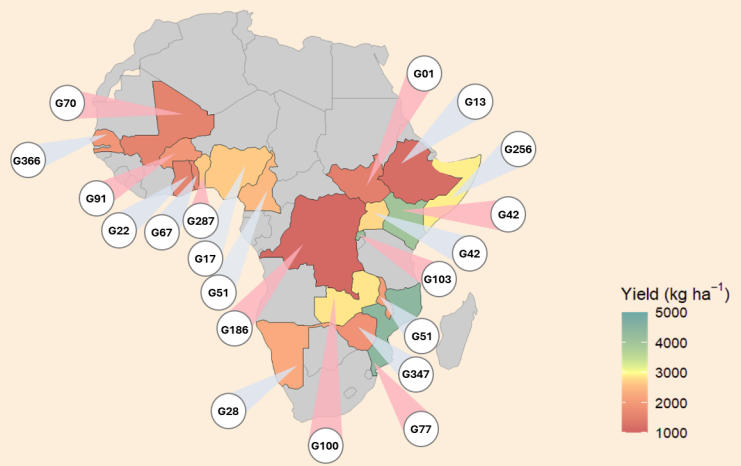 G01
G70
G13
G256
G366
G91
G42
G22
G67
G287
G17
G42
G103
G51
G186
Yield (kg ha−1)
5000
4000
3000
2000
1000
G51
G347
G28
G77
G100